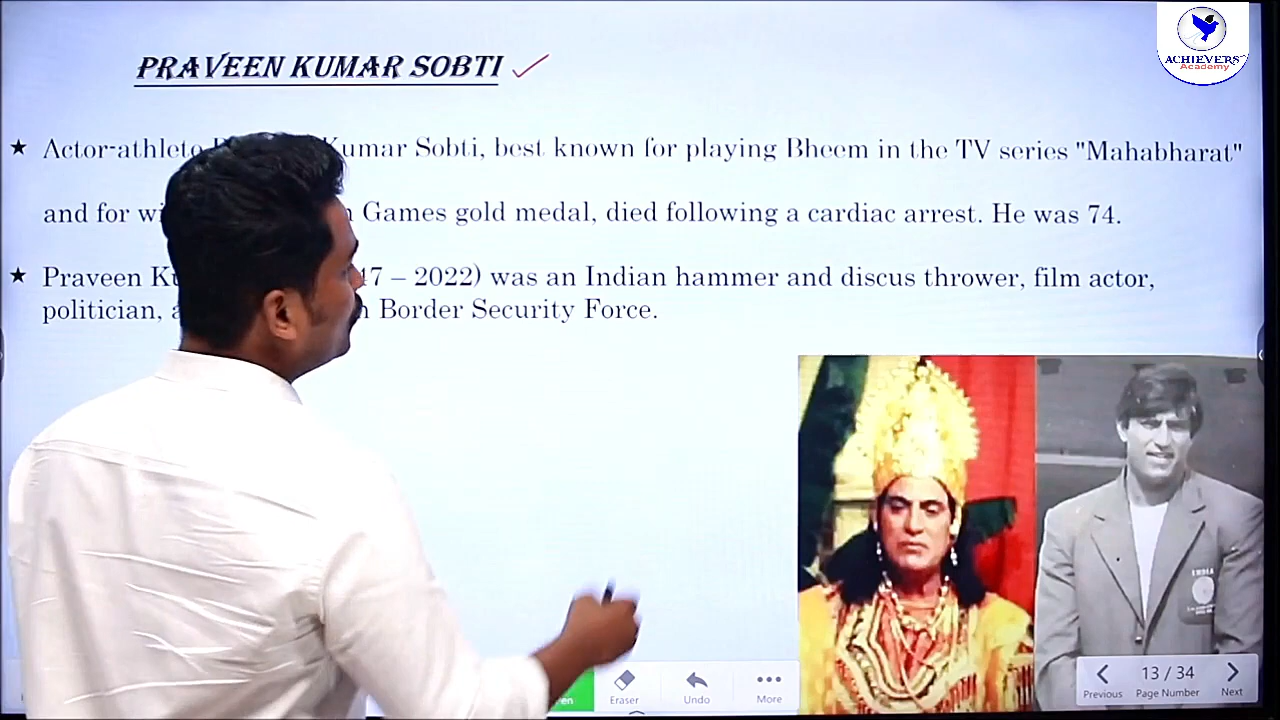 PRAVEEN KUMAR SOBTI
ACHIEVERS
Academy
★ Actor-athlete Kumar Sobti, best known for playing Bheem in the TV series "Mahabharat"
and for Games gold medal, died following a cardiac arrest. He was 74.
★ Praveen 47 – 2022) was an Indian hammer and discus thrower, film actor,
politician, Border Security Force.
INDIA
Eraser
Undo
More
Previous
13 / 34
Page Number
Next